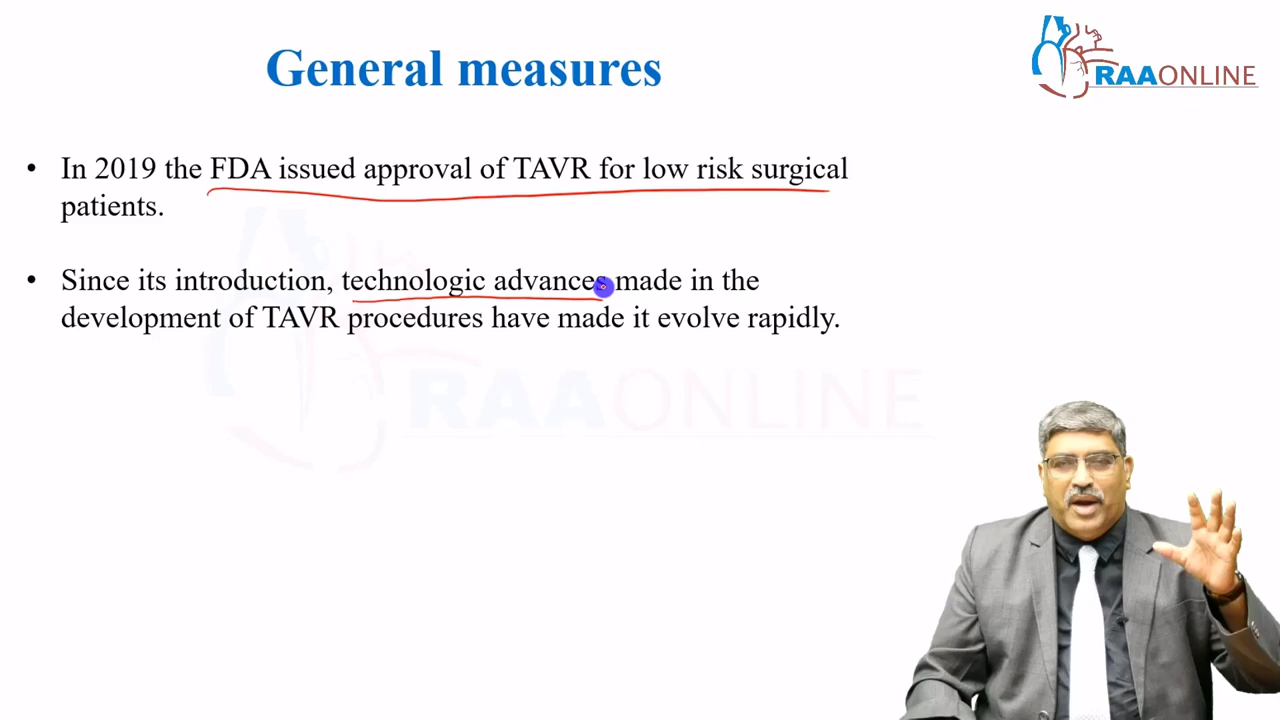 General measures
RAAONLINE
• In 2019 the FDA issued approval of TAVR for low risk surgical
patients.
• Since its introduction, technologic advances made in the
development of TAVR procedures have made it evolve rapidly.
RAAONLINE